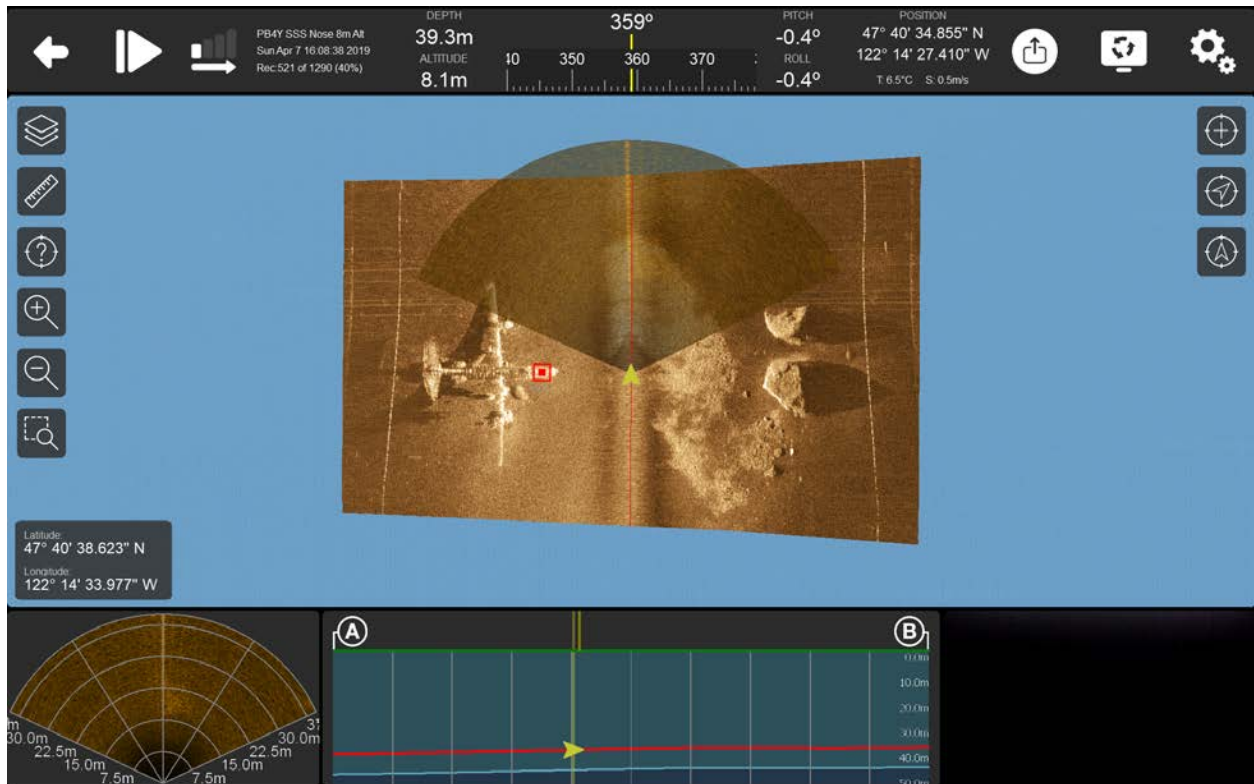 PB4Y SSS Nose 8m Alt
Sun Apr 7 16:08:38 2019
Rec:521 of 1290 (40%)
DEPTH
39.3m
ALTITUDE
8.1m
359º
10 350 360 370
PITCH
-0.4º
ROLL
-0.4º
POSITION
47° 40' 34.855" N
122° 14' 27.410" W
T: 6.5°C S: 0.5m/s
Latitude:
47° 40' 38.623" N
Longitude:
122° 14' 33.977" W
30.0m
22.5m 22.5m
15.0m 15.0m
7.5m 7.5m
30.0m
A B
0.0m
10.0m
20.0m
30.0m
40.0m
50.0m